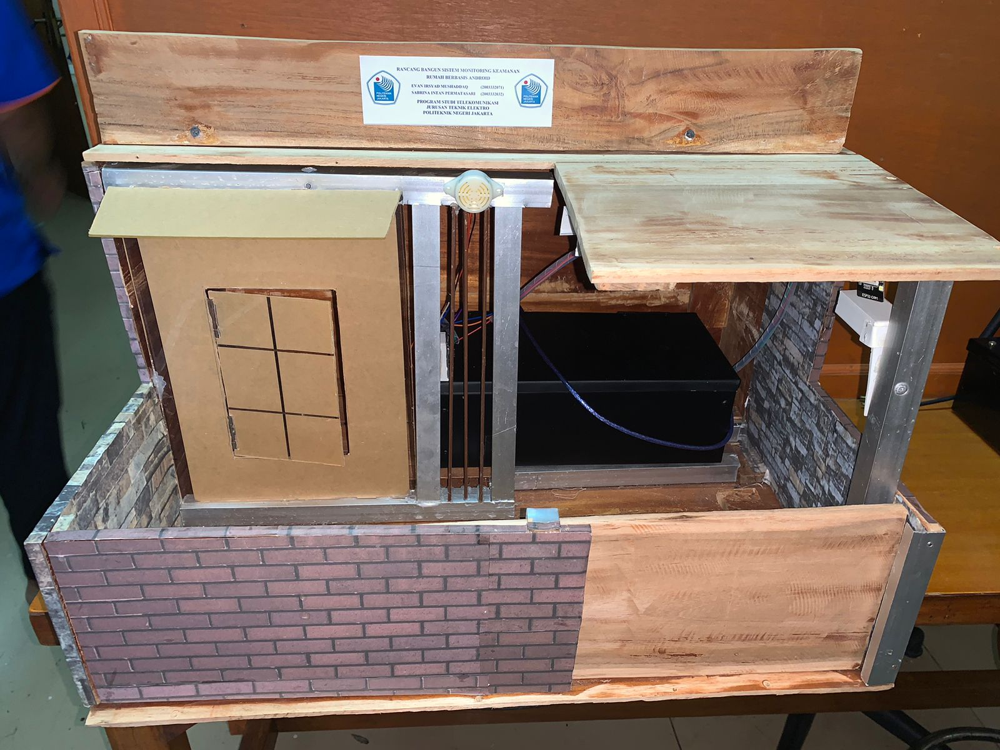 RANCANG BANGUN SISTEM MONITORING KEAMANAN
RUMAH BERBASIS ANDROID
EVAN IRSYAD MUSHADDAQ (2003332071)
SABRINA INTAN PERMATASARI (2003332032)
PROGRAM STUDI TELEKOMUNIKASI
JURUSAN TEKNIK ELEKTRO
POLITEKNIK NEGERI JAKARTA
POLITEKNIK
NEGERI
JAKARTA
POLITEKNIK
NEGERI
JAKARTA
ESP32-CAM